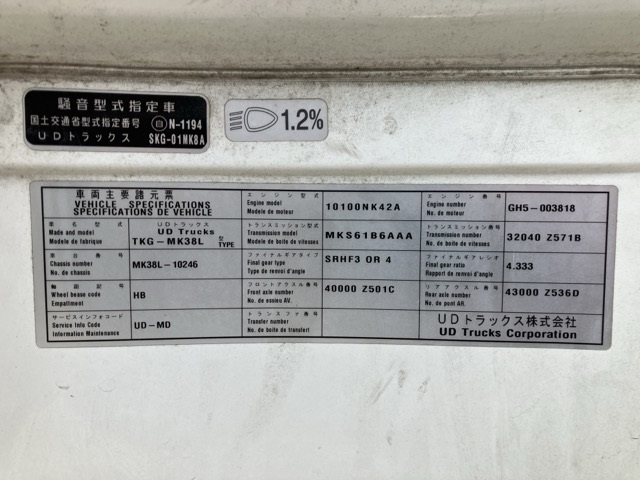 騒音型式指定車
国土交通省型式指定番号 自 N-1194
UDトラックス SKG-01MK8A
1.2%
車両主要諸元票
VEHICLE SPECIFICATIONS
SPECIFICATIONS DE VEHICLE
エンジン型式
Engine model
Modele de moteur
10100NK42A
エンジン番号
Engine number
No. de moteur
GH5-003818
車名型式
Made and model
Modele de fabrique
UDトラックス
UD Trucks
TKG-MK38L
型
TYPE
トランスミッション型式
Transmission model
Modele de boite de vitesses
MKS61B6AAA
トランスミッション番号
Transmission number
No. de boite de vitesses
32040 Z571B
車台番号
Chassis number
No. de chassis
MK38L-10246
ファイナルギアタイプ
Final gear type
Type de renvoi d'angle
SRHF3 OR 4
ファイナルギアレシオ
Final gear ratio
Rapport de renvoi d'angle
4.333
軸距記号
Wheel bease code
Empattment
HB
フロントアクスル番号
Front axle number
No. de essieu AV.
40000 Z501C
リアアクスル番号
Rear axle number
No. de pont AR.
43000 Z536D
サービスインフォコード
Service Info Code
Information Maintenance
UD-MD
トランスファ番号
Transfer number
No. de boite de transfert
UDトラックス株式会社
UD Trucks Corporation